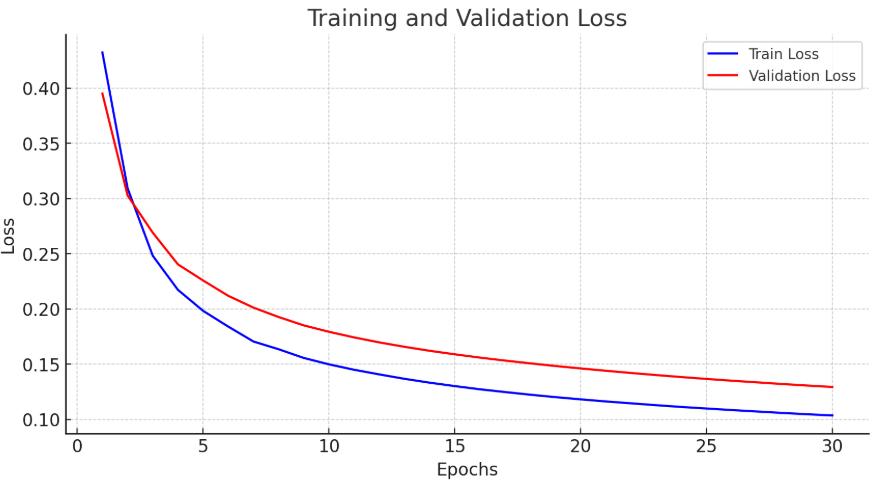 Training and Validation Loss
Train Loss
Validation Loss
0.40
0.35
0.30
0.25
0.20
0.15
0.10
Loss
0 5 10 15 20 25 30
Epochs